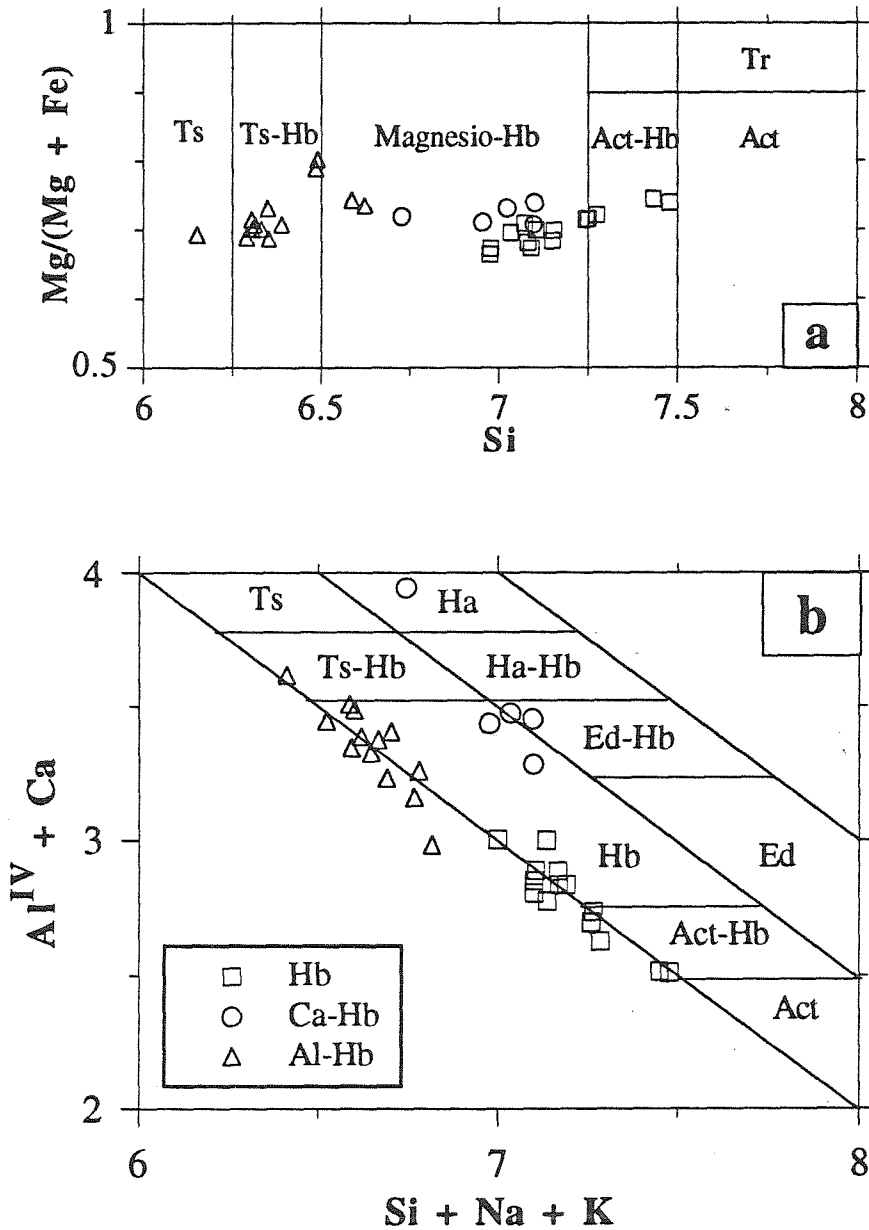 1
Tr
Ts
Ts-Hb
Magnesio-Hb
Act-Hb
Act
Mg/(Mg + Fe)
a
0.5
6
6.5
7
7.5
8
Si
4
Ts
Ha
b
Ts-Hb
Ha-Hb
Ed-Hb
Al^IV + Ca
3
Hb
Ed
Act-Hb
Hb
Ca-Hb
Al-Hb
Act
2
6
7
8
Si + Na + K